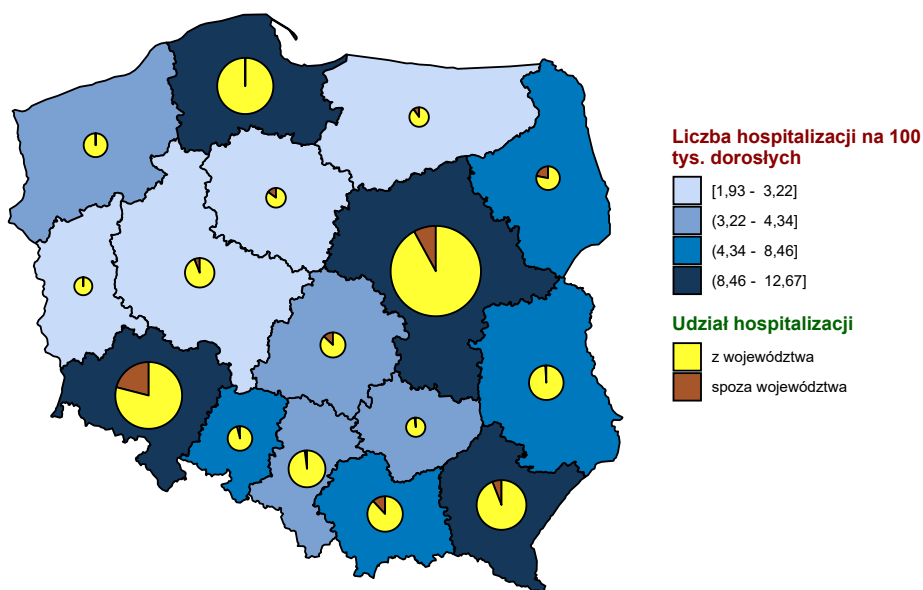 Liczba hospitalizacji na 100
tys. dorosłych
[1,93 - 3,22]
(3,22 - 4,34]
(4,34 - 8,46]
(8,46 - 12,67]
Udział hospitalizacji
z województwa
spoza województwa